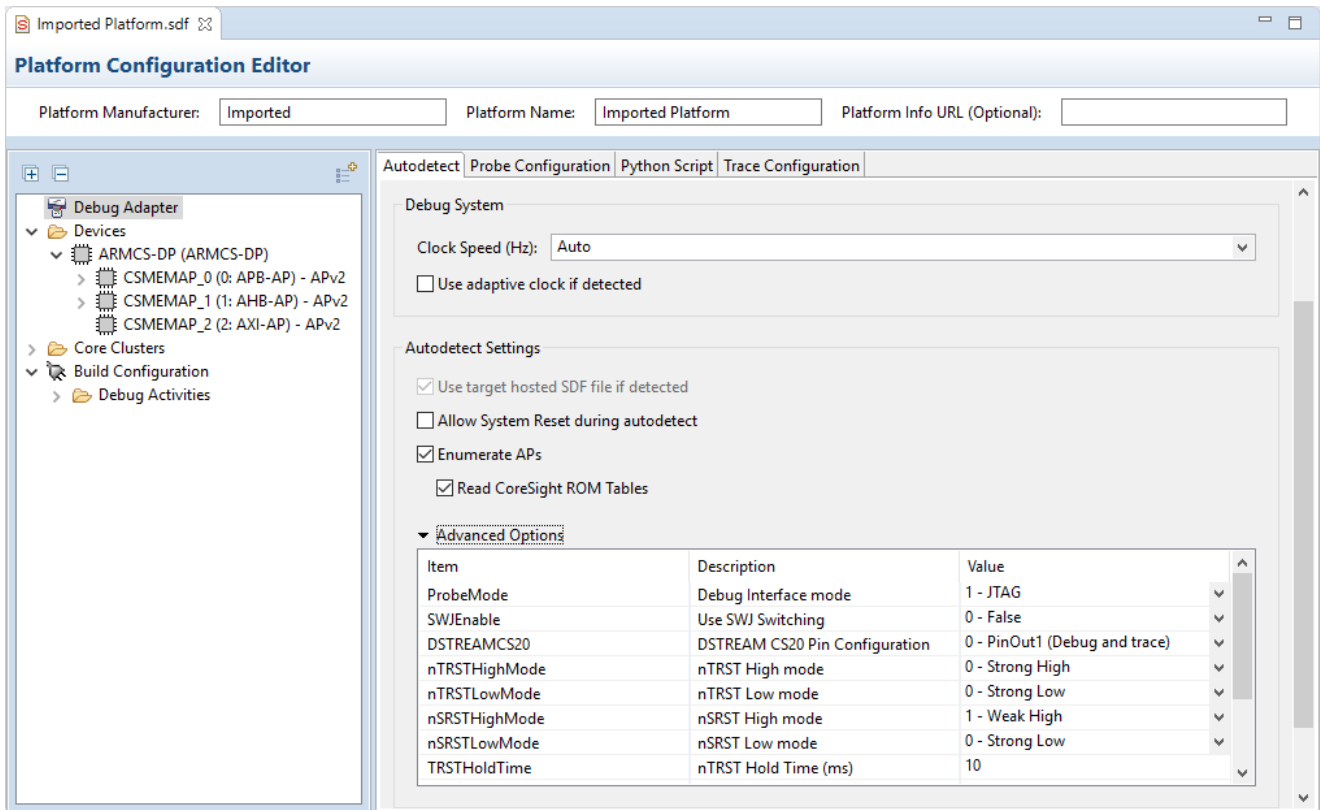 Imported Platform.sdf
Platform Configuration Editor
Platform Manufacturer: Imported Platform Name: Imported Platform Platform Info URL (Optional):
Debug Adapter
Devices
ARMCS-DP (ARMCS-DP)
CSMEMAP_0 (0: APB-AP) - APv2
CSMEMAP_1 (1: AHB-AP) - APv2
CSMEMAP_2 (2: AXI-AP) - APv2
Core Clusters
Build Configuration
Debug Activities
Autodetect Probe Configuration Python Script Trace Configuration
Debug System
Clock Speed (Hz): Auto
Use adaptive clock if detected
Autodetect Settings
Use target hosted SDF file if detected
Allow System Reset during autodetect
Enumerate APs
Read CoreSight ROM Tables
Advanced Options
Item Description Value
ProbeMode Debug Interface mode 1 - JTAG
SWJEnable Use SWJ Switching 0 - False
DSTREAMCS20 DSTREAM CS20 Pin Configuration 0 - PinOut1 (Debug and trace)
nTRSTHighMode nTRST High mode 0 - Strong High
nTRSTLowMode nTRST Low mode 0 - Strong Low
nSRSTHighMode nSRST High mode 1 - Weak High
nSRSTLowMode nSRST Low mode 0 - Strong Low
TRSTHoldTime nTRST Hold Time (ms) 10